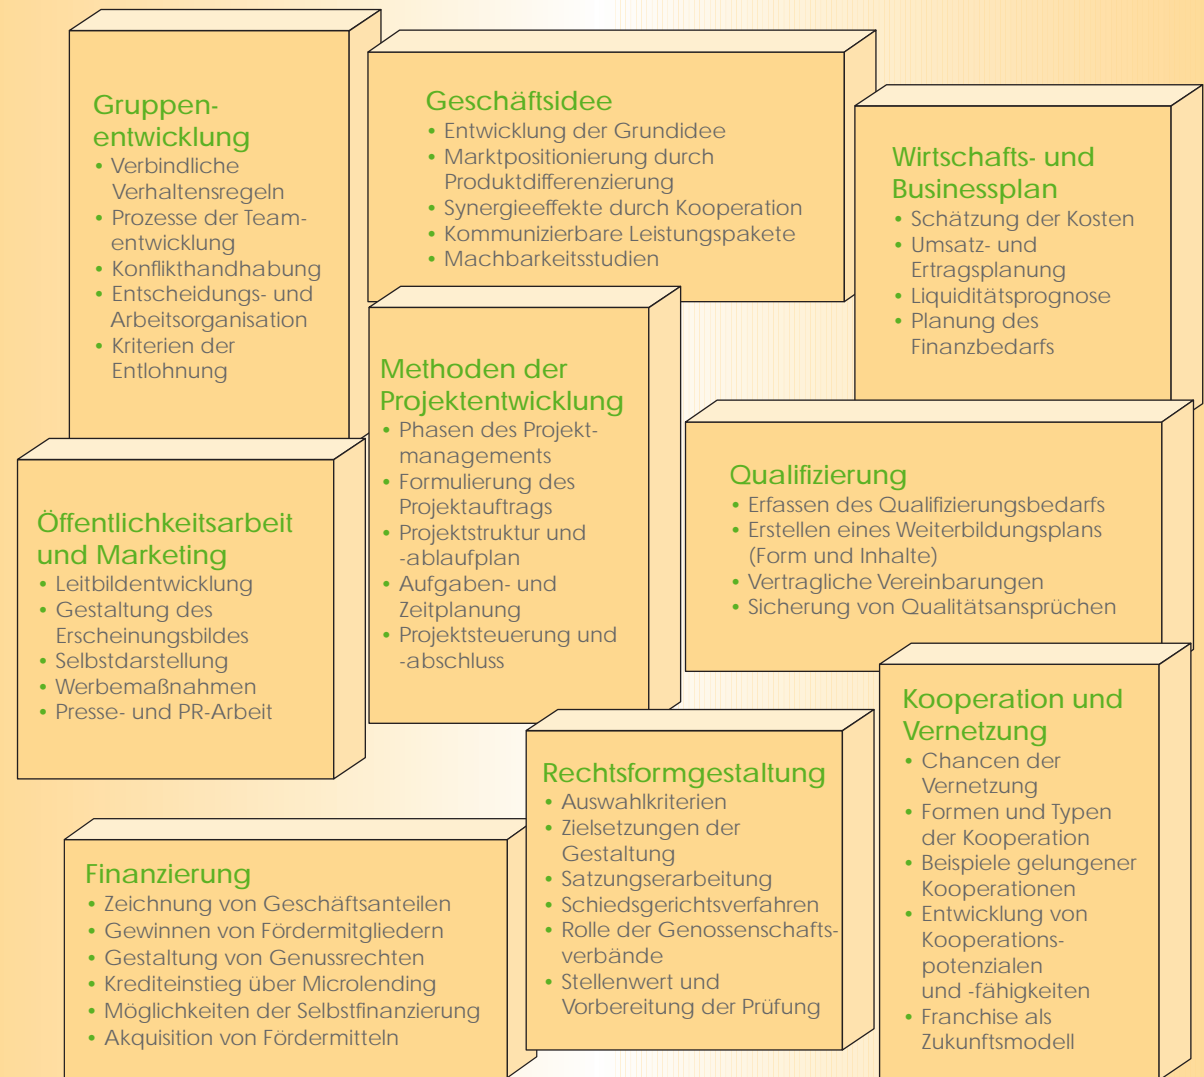 Gruppen-
entwicklung
• Verbindliche
Verhaltensregeln
• Prozesse der Team-
entwicklung
• Konflikthandhabung
• Entscheidungs- und
Arbeitsorganisation
• Kriterien der
Entlohnung
Geschäftsidee
• Entwicklung der Grundidee
• Marktpositionierung durch
Produktdifferenzierung
• Synergieeffekte durch Kooperation
• Kommunizierbare Leistungspakete
• Machbarkeitsstudien
Wirtschafts- und
Businessplan
• Schätzung der Kosten
• Umsatz- und
Ertragsplanung
• Liquiditätsprognose
• Planung des
Finanzbedarfs
Methoden der
Projektentwicklung
• Phasen des Projekt-
managements
• Formulierung des
Projektauftrags
• Projektstruktur und
-ablaufplan
• Aufgaben- und
Zeitplanung
• Projektsteuerung und
-abschluss
Öffentlichkeitsarbeit
und Marketing
• Leitbildentwicklung
• Gestaltung des
Erscheinungsbildes
• Selbstdarstellung
• Werbemaßnahmen
• Presse- und PR-Arbeit
Qualifizierung
• Erfassen des Qualifizierungsbedarfs
• Erstellen eines Weiterbildungsplans
(Form und Inhalte)
• Vertragliche Vereinbarungen
• Sicherung von Qualitätsansprüchen
Kooperation und
Vernetzung
• Chancen der
Vernetzung
• Formen und Typen
der Kooperation
• Beispiele gelungener
Kooperationen
• Entwicklung von
Kooperations-
potenzialen
und -fähigkeiten
• Franchise als
Zukunftsmodell
Rechtsformgestaltung
• Auswahlkriterien
• Zielsetzungen der
Gestaltung
• Satzungserarbeitung
• Schiedsgerichtsverfahren
• Rolle der Genossenschafts-
verbände
• Stellenwert und
Vorbereitung der Prüfung
Finanzierung
• Zeichnung von Geschäftsanteilen
• Gewinnen von Fördermitgliedern
• Gestaltung von Genussrechten
• Krediteinstieg über Microlending
• Möglichkeiten der Selbstfinanzierung
• Akquisition von Fördermitteln